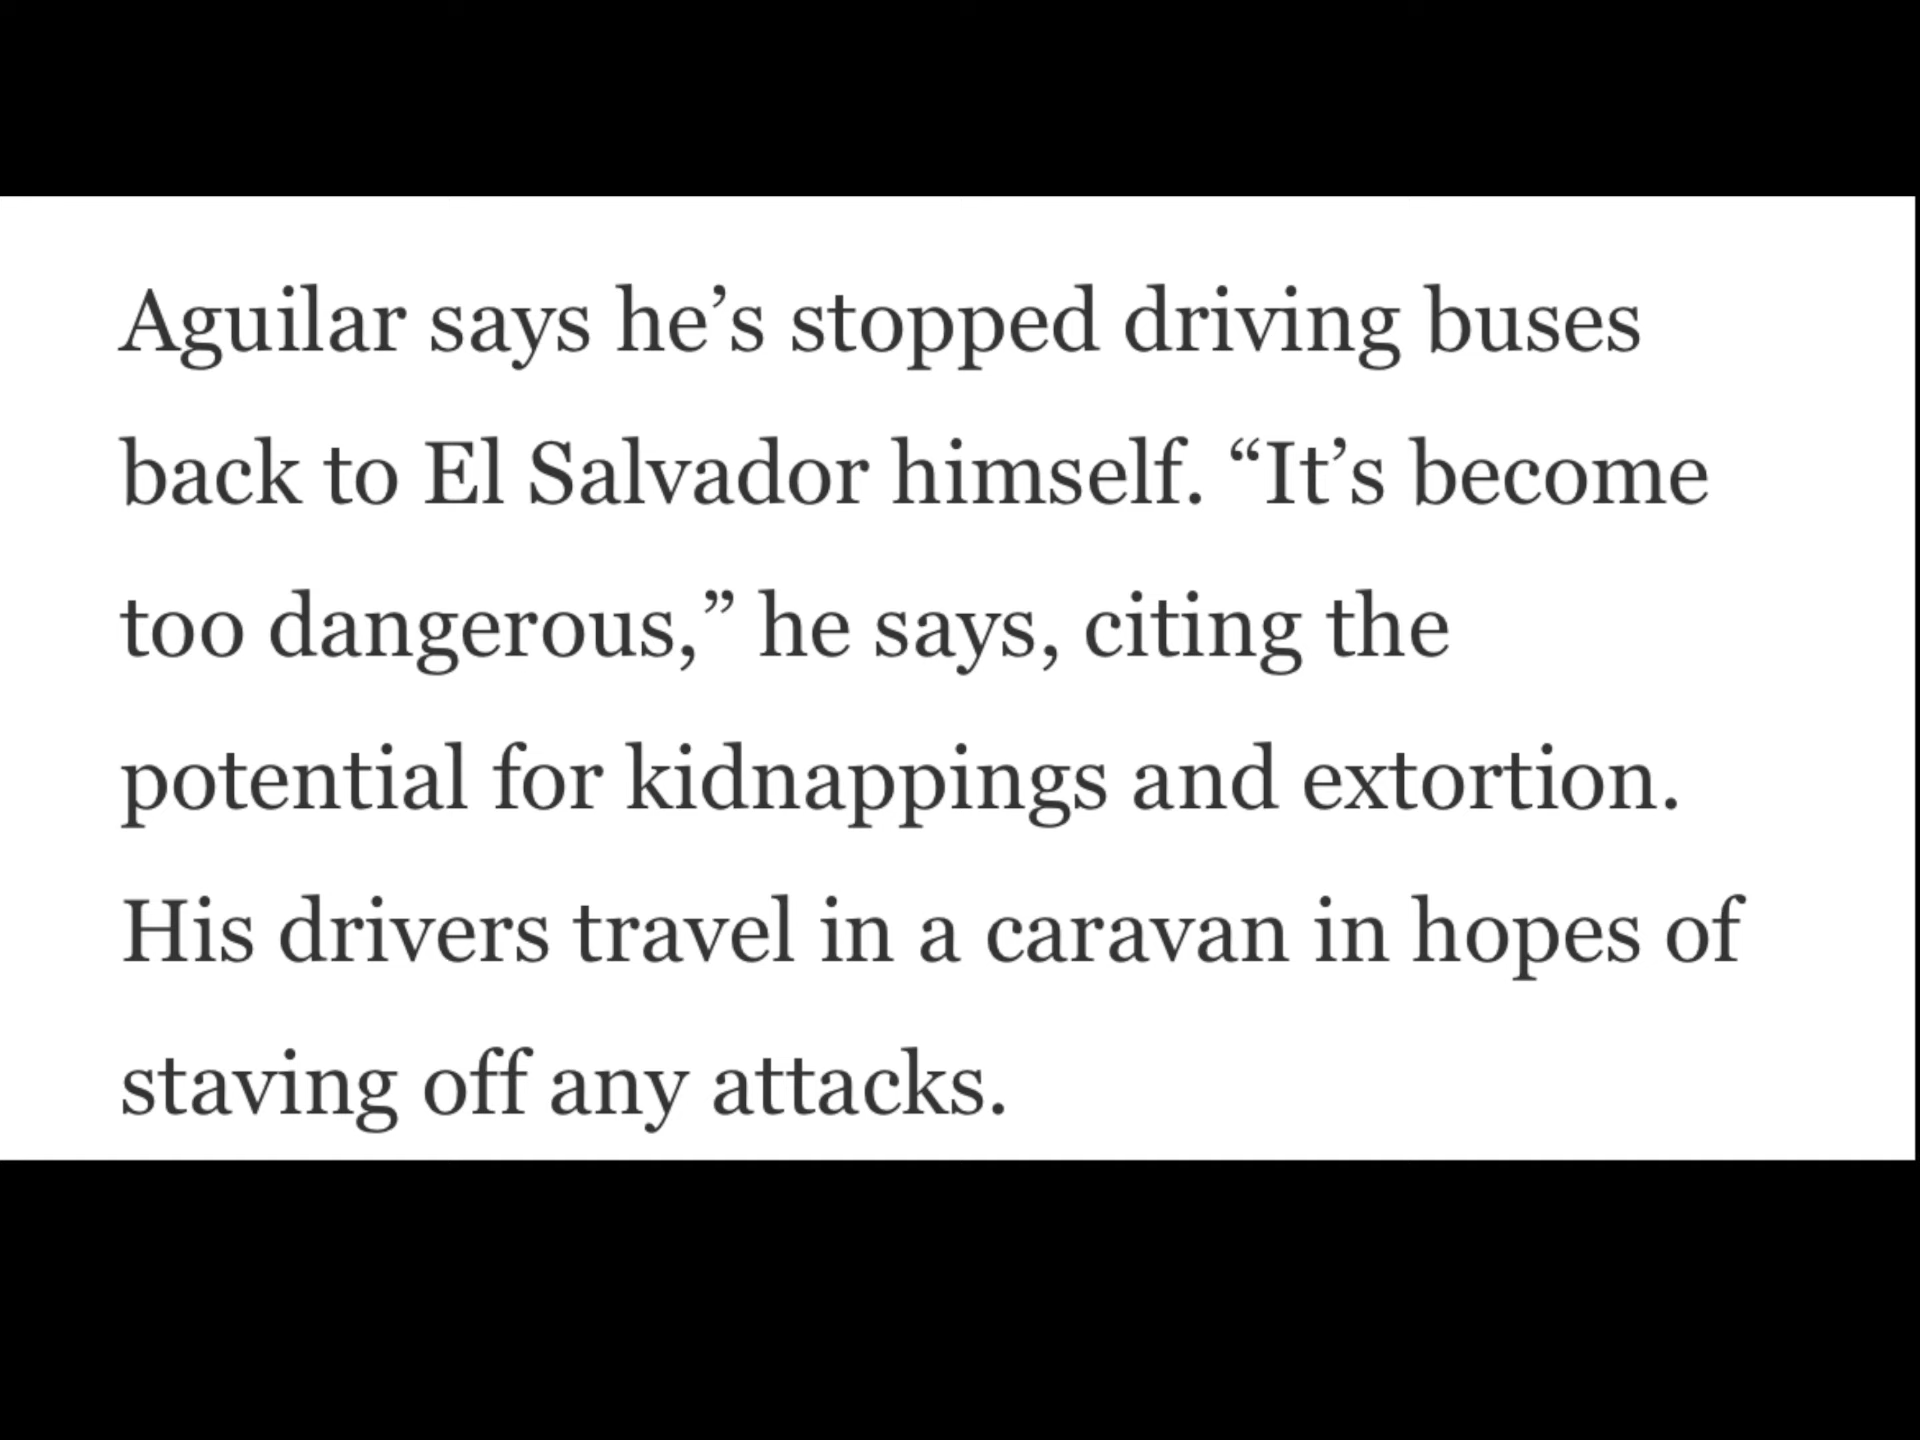 Aguilar says he’s stopped driving buses
back to El Salvador himself. “It’s become
too dangerous,” he says, citing the
potential for kidnappings and extortion.
His drivers travel in a caravan in hopes of
staving off any attacks.